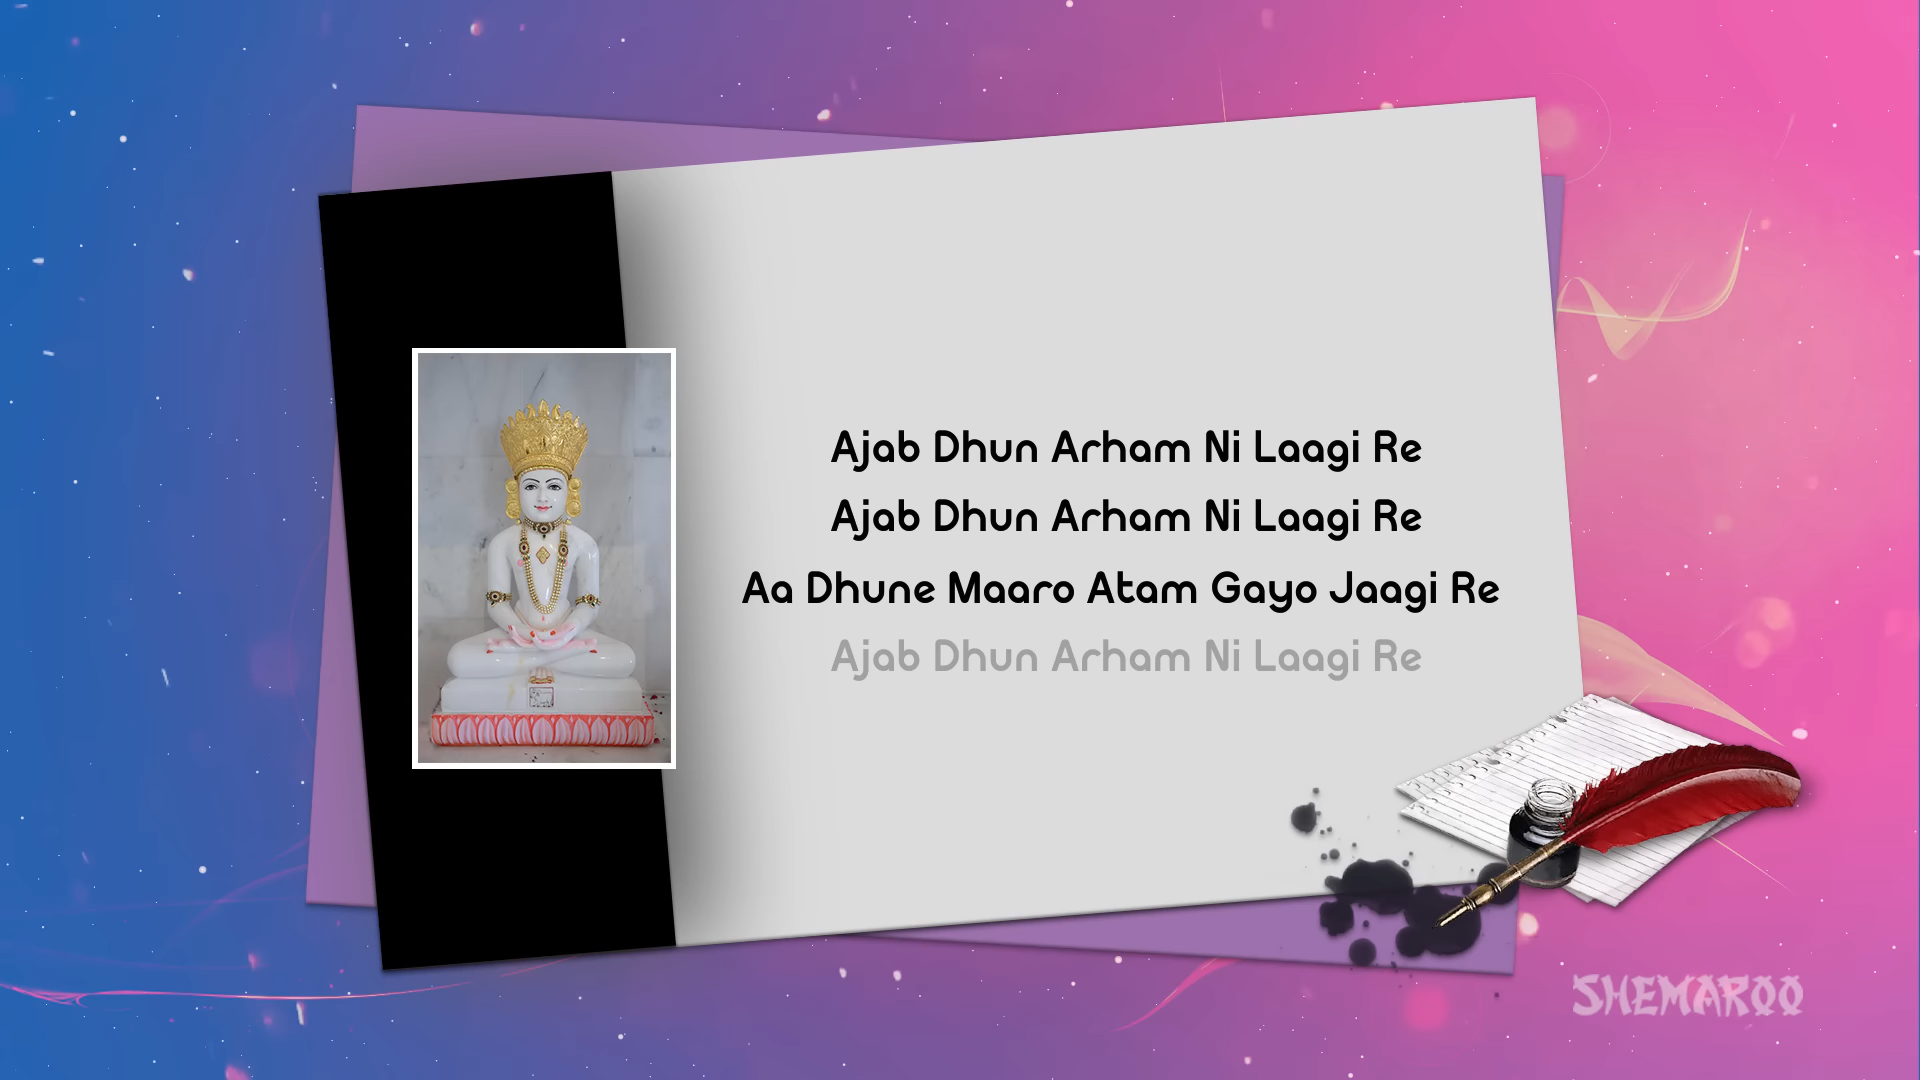 Ajab Dhun Arham Ni Laagi Re
Ajab Dhun Arham Ni Laagi Re
Aa Dhune Maaro Atam Gayo Jaagi Re
Ajab Dhun Arham Ni Laagi Re
SHEMAROO